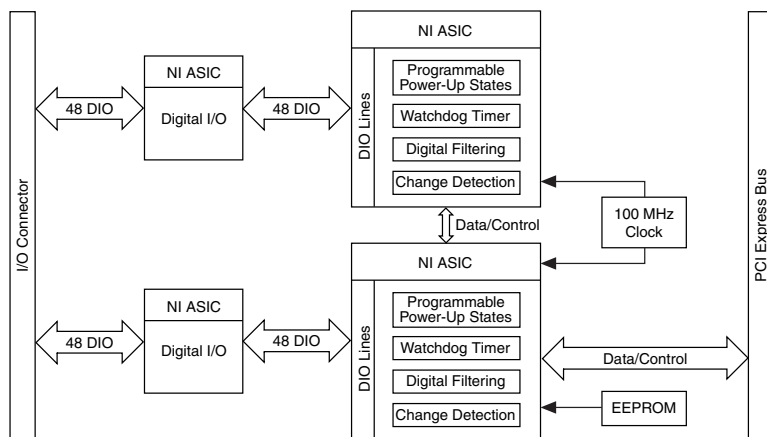 I/O Connector
48 DIO
NI ASIC
Digital I/O
48 DIO
NI ASIC
DIO Lines
Programmable
Power-Up States
Watchdog Timer
Digital Filtering
Change Detection
Data/Control
100 MHz
Clock
PCI Express Bus
48 DIO
NI ASIC
Digital I/O
48 DIO
NI ASIC
DIO Lines
Programmable
Power-Up States
Watchdog Timer
Digital Filtering
Change Detection
Data/Control
EEPROM